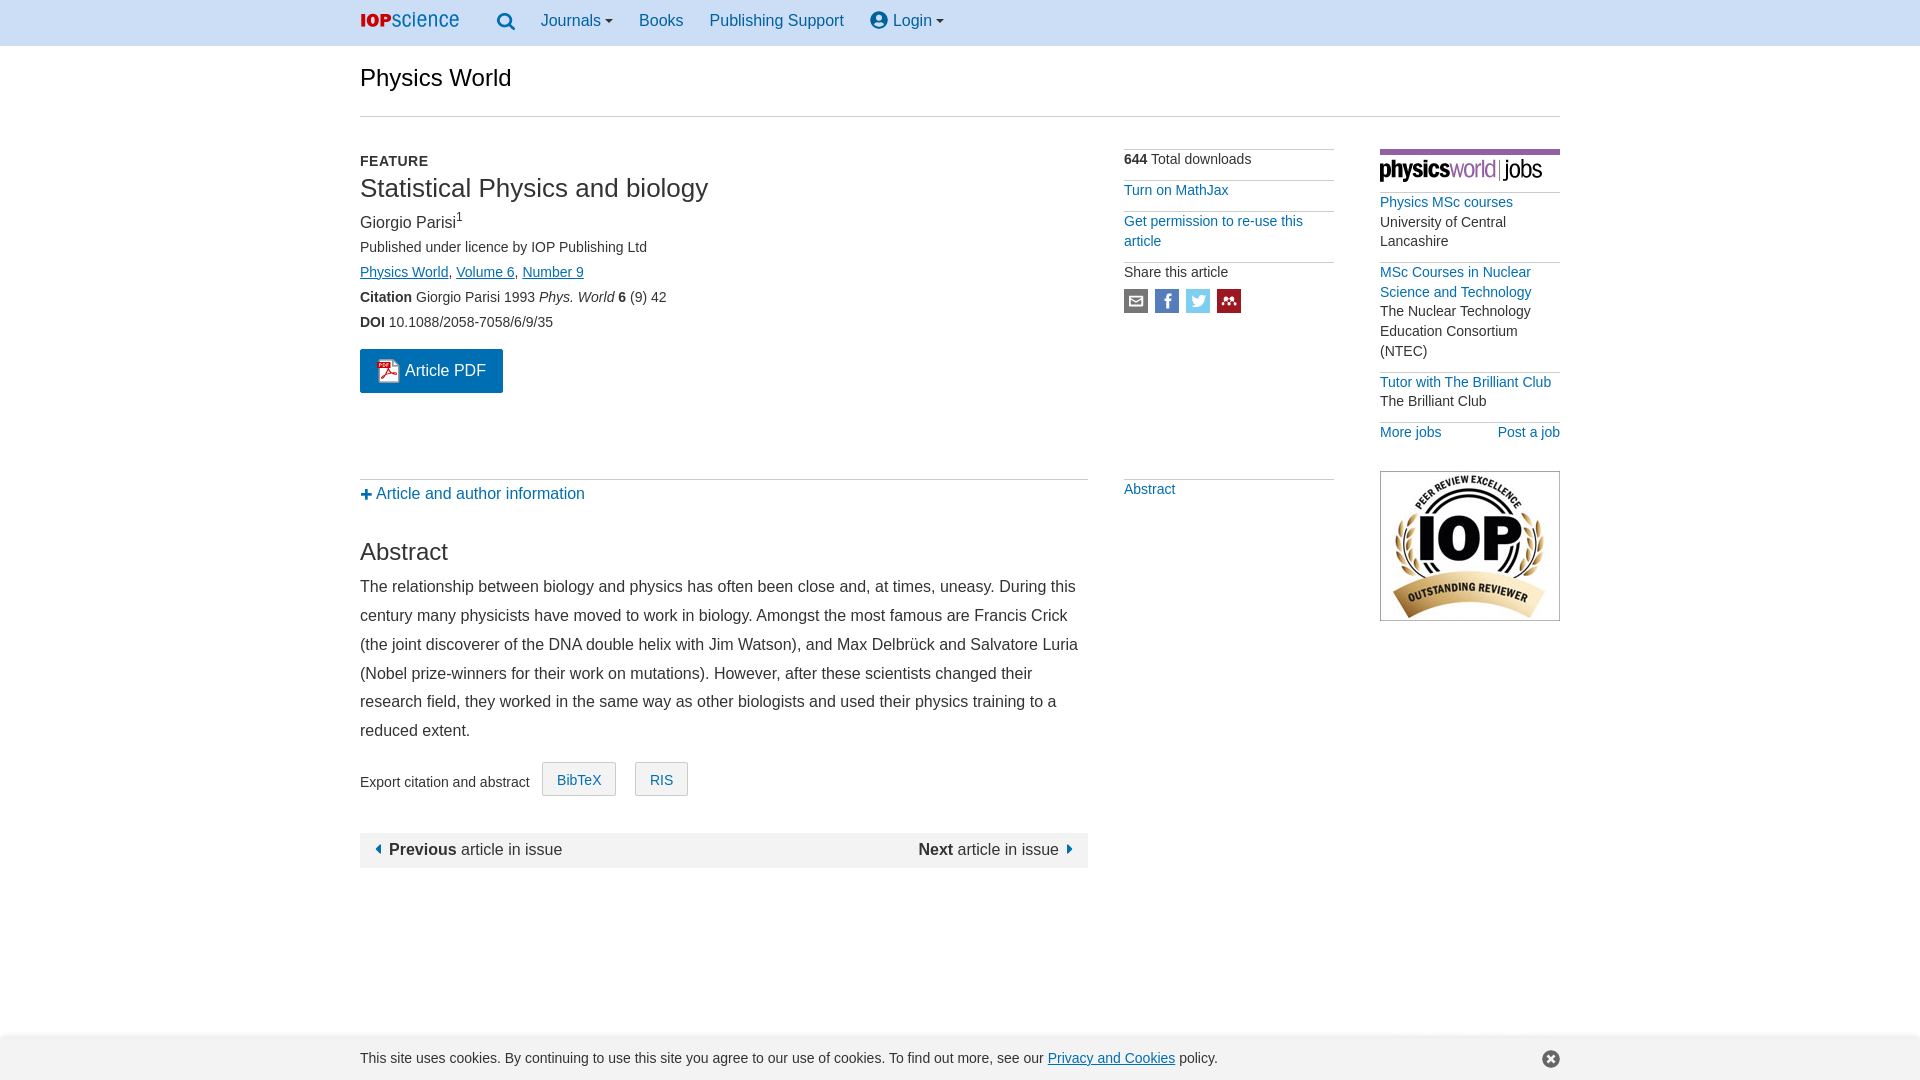 IOPscience
Journals
Books
Publishing Support
Login
Physics World
FEATURE
Statistical Physics and biology
Giorgio Parisi1
Published under licence by IOP Publishing Ltd
Physics World, Volume 6, Number 9
Citation Giorgio Parisi 1993 Phys. World 6 (9) 42
DOI 10.1088/2058-7058/6/9/35
PDF Article PDF
644 Total downloads
Turn on MathJax
Get permission to re-use this
article
Share this article
physicsworld jobs
Physics MSc courses
University of Central
Lancashire
MSc Courses in Nuclear
Science and Technology
The Nuclear Technology
Education Consortium
(NTEC)
Tutor with The Brilliant Club
The Brilliant Club
More jobs
Post a job
Article and author information
Abstract
PEER REVIEW EXCELLENCE
IOP
OUTSTANDING REVIEWER
Abstract
The relationship between biology and physics has often been close and, at times, uneasy. During this
century many physicists have moved to work in biology. Amongst the most famous are Francis Crick
(the joint discoverer of the DNA double helix with Jim Watson), and Max Delbrück and Salvatore Luria
(Nobel prize-winners for their work on mutations). However, after these scientists changed their
research field, they worked in the same way as other biologists and used their physics training to a
reduced extent.
Export citation and abstract
BibTeX
RIS
Previous article in issue
Next article in issue
This site uses cookies. By continuing to use this site you agree to our use of cookies. To find out more, see our Privacy and Cookies policy.